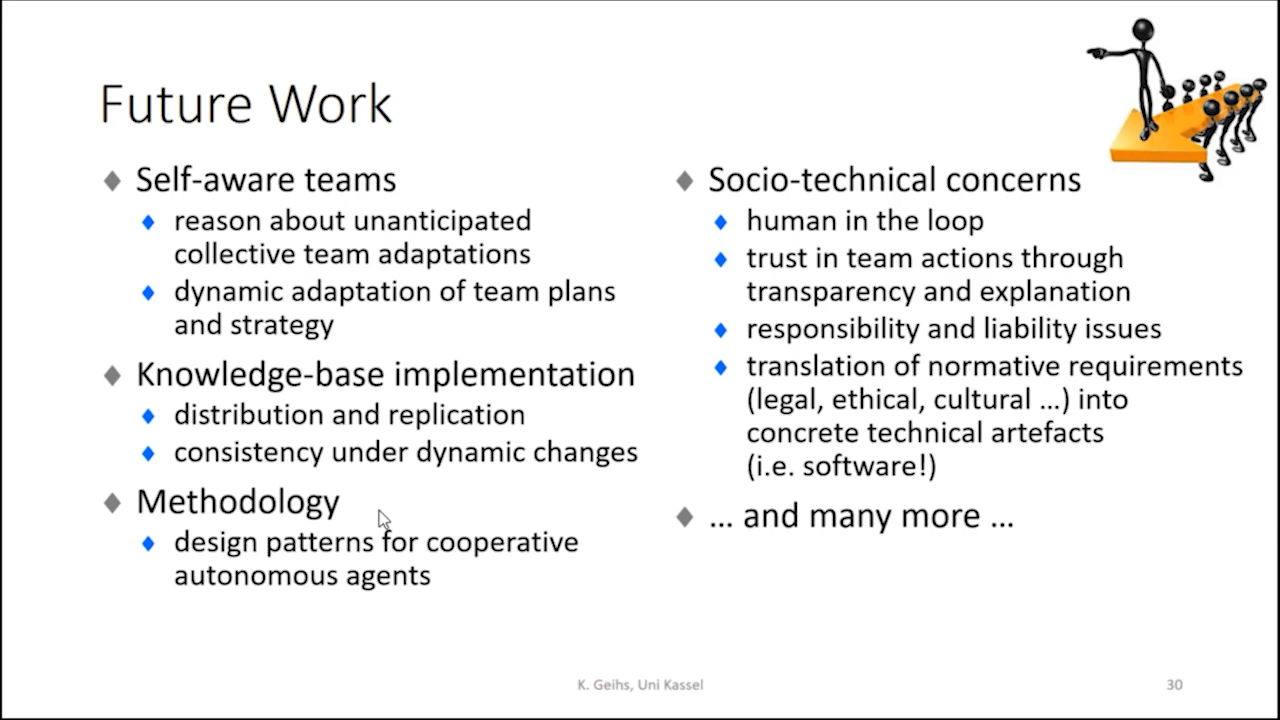 Future Work
Self-aware teams
reason about unanticipated
collective team adaptations
dynamic adaptation of team plans
and strategy
Knowledge-base implementation
distribution and replication
consistency under dynamic changes
Methodology
design patterns for cooperative
autonomous agents
Socio-technical concerns
human in the loop
trust in team actions through
transparency and explanation
responsibility and liability issues
translation of normative requirements
(legal, ethical, cultural ...) into
concrete technical artefacts
(i.e. software!)
... and many more ...
K. Geihs, Uni Kassel
30